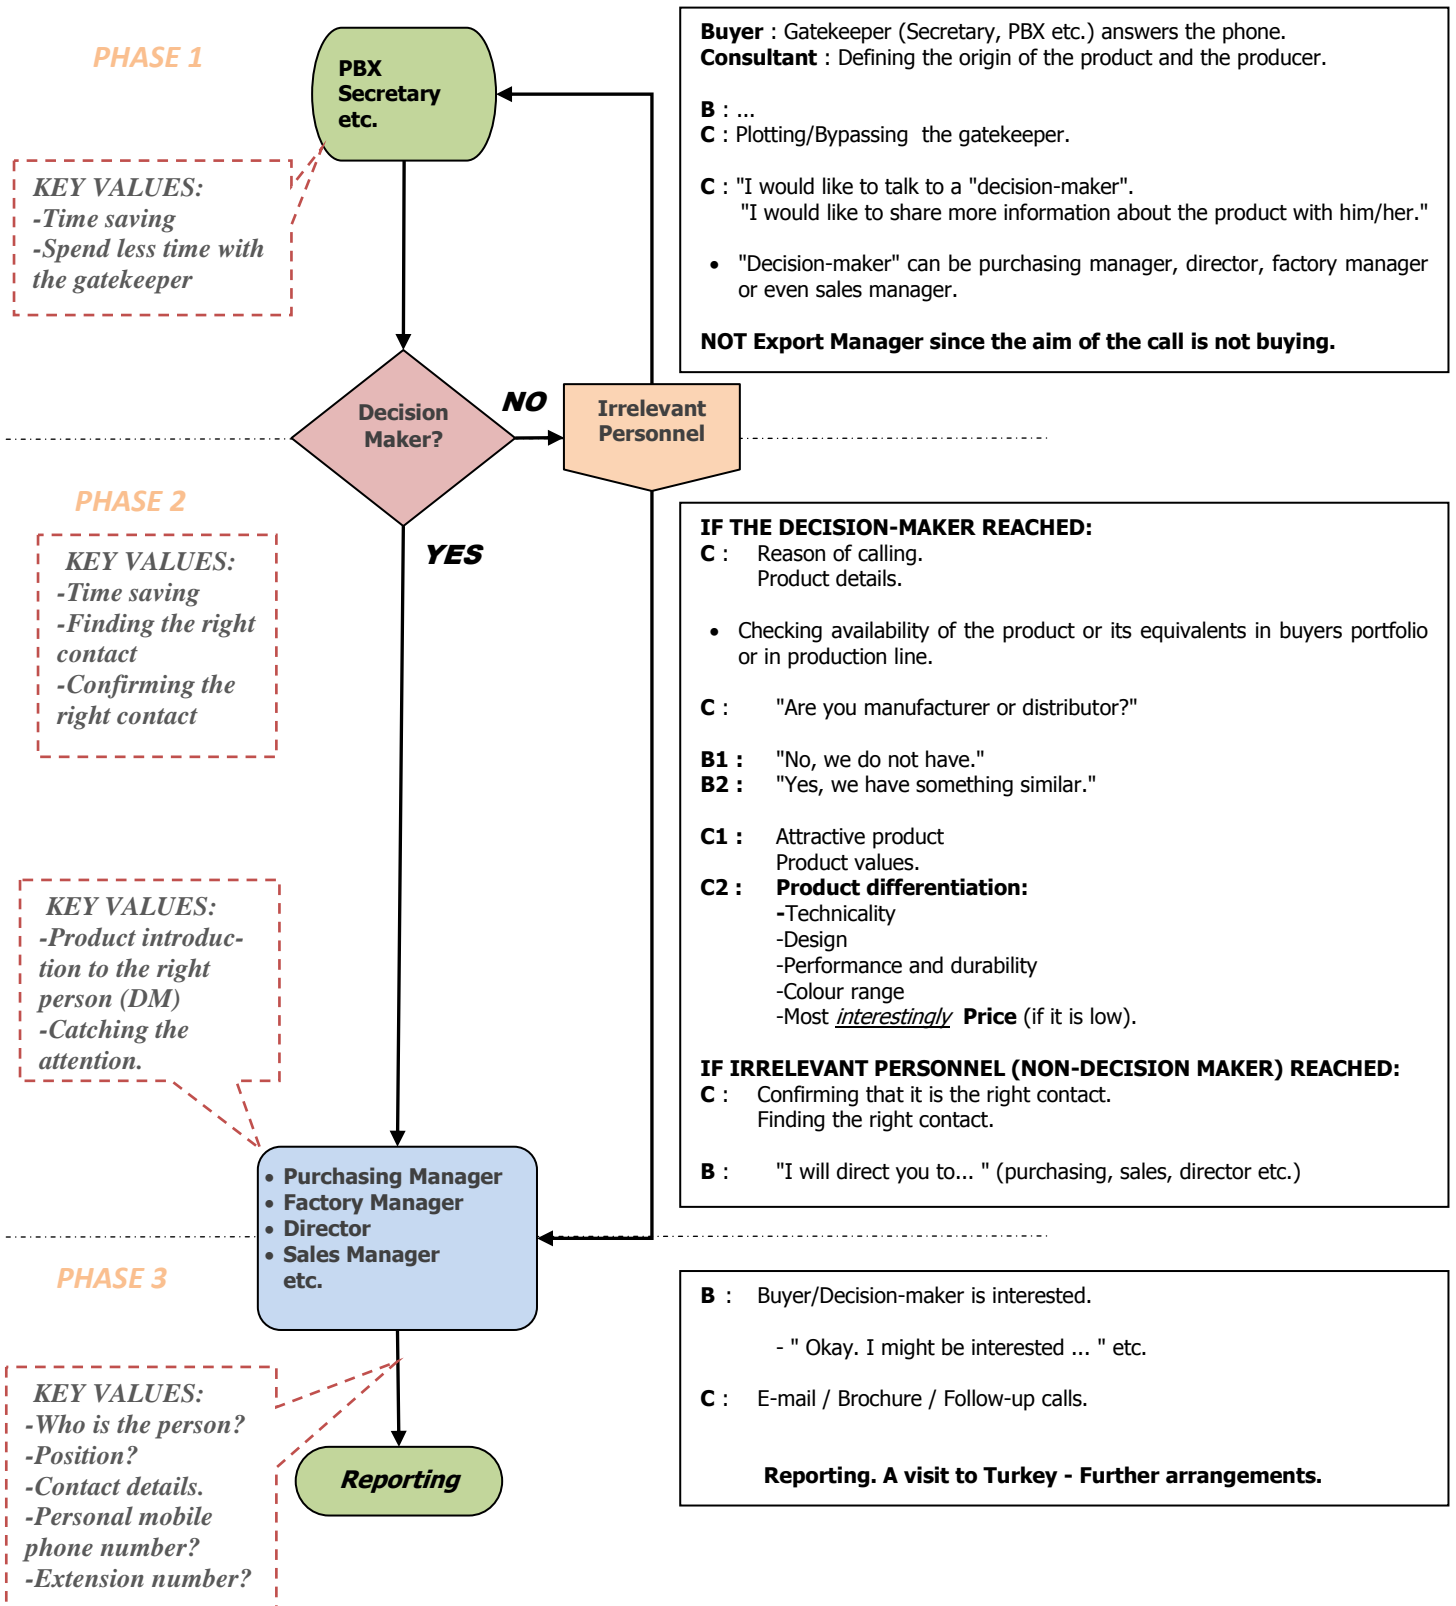 PHASE 1
PBX
Secretary
etc.
KEY VALUES:
-Time saving
-Spend less time with
the gatekeeper
Buyer : Gatekeeper (Secretary, PBX etc.) answers the phone.
Consultant : Defining the origin of the product and the producer.
B : ...
C : Plotting/Bypassing the gatekeeper.
C : "I would like to talk to a "decision-maker".
"I would like to share more information about the product with him/her."
• "Decision-maker" can be purchasing manager, director, factory manager
or even sales manager.
NOT Export Manager since the aim of the call is not buying.
Decision
Maker?
NO
Irrelevant
Personnel
PHASE 2
YES
KEY VALUES:
-Time saving
-Finding the right
contact
-Confirming the
right contact
IF THE DECISION-MAKER REACHED:
C : Reason of calling.
Product details.
• Checking availability of the product or its equivalents in buyers portfolio
or in production line.
C : "Are you manufacturer or distributor?"
B1 : "No, we do not have."
B2 : "Yes, we have something similar."
C1 : Attractive product
Product values.
C2 : Product differentiation:
-Technicality
-Design
-Performance and durability
-Colour range
-Most interestingly Price (if it is low).
IF IRRELEVANT PERSONNEL (NON-DECISION MAKER) REACHED:
C : Confirming that it is the right contact.
Finding the right contact.
B : "I will direct you to... " (purchasing, sales, director etc.)
KEY VALUES:
-Product introduc-
tion to the right
person (DM)
-Catching the
attention.
• Purchasing Manager
• Factory Manager
• Director
• Sales Manager
etc.
PHASE 3
B : Buyer/Decision-maker is interested.
- " Okay. I might be interested ... " etc.
C : E-mail / Brochure / Follow-up calls.
Reporting. A visit to Turkey - Further arrangements.
KEY VALUES:
-Who is the person?
-Position?
-Contact details.
-Personal mobile
phone number?
-Extension number?
Reporting